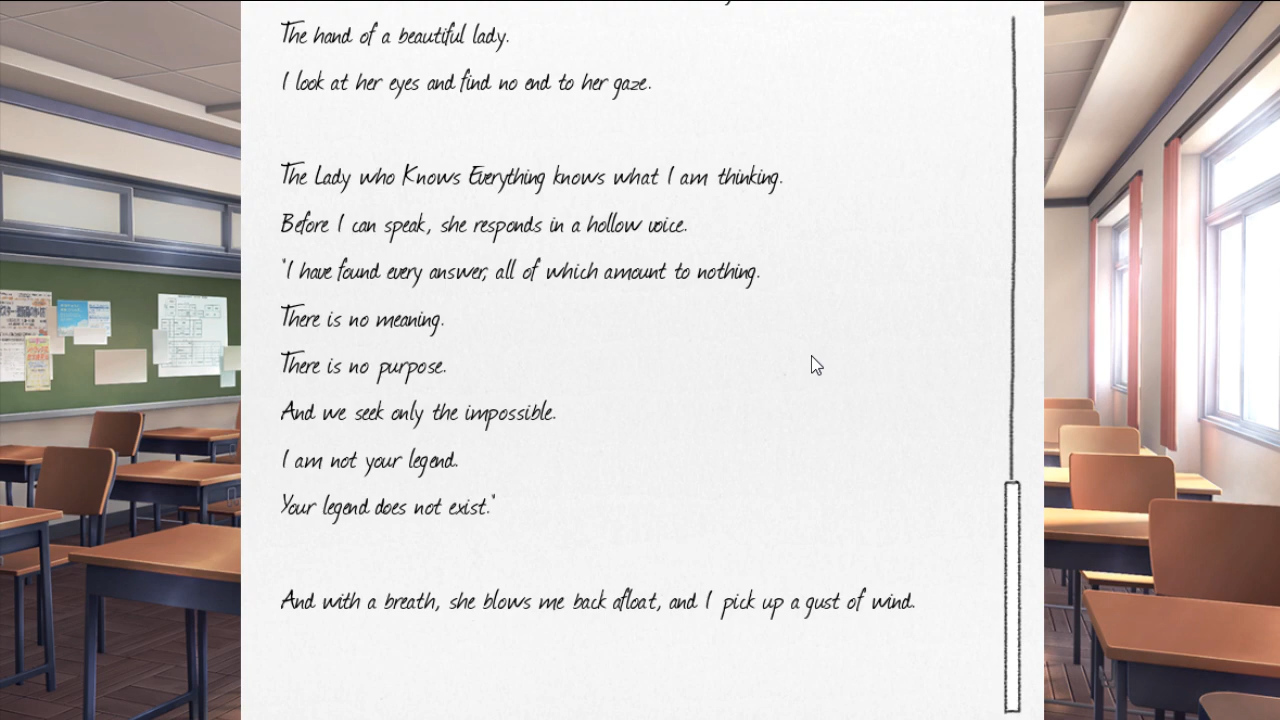 The hand of a beautiful lady.
I look at her eyes and find no end to her gaze.
The Lady who Knows Everything knows what I am thinking.
Before I can speak, she responds in a hollow voice.
"I have found every answer, all of which amount to nothing.
There is no meaning.
There is no purpose.
And we seek only the impossible.
I am not your legend.
Your legend does not exist."
And with a breath, she blows me back afloat, and I pick up a gust of wind.